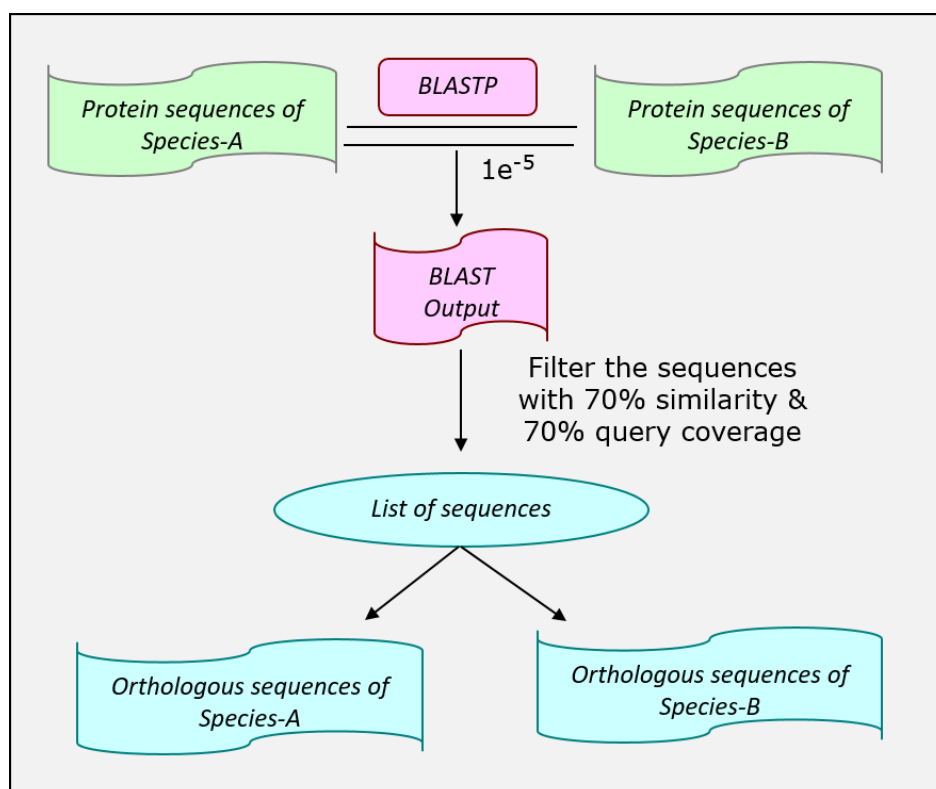 Protein sequences of
Species-A
BLASTP
Protein sequences of
Species-B
1e-5
BLAST
Output
Filter the sequences
with 70% similarity &
70% query coverage
List of sequences
Orthologous sequences of
Species-A
Orthologous sequences of
Species-B